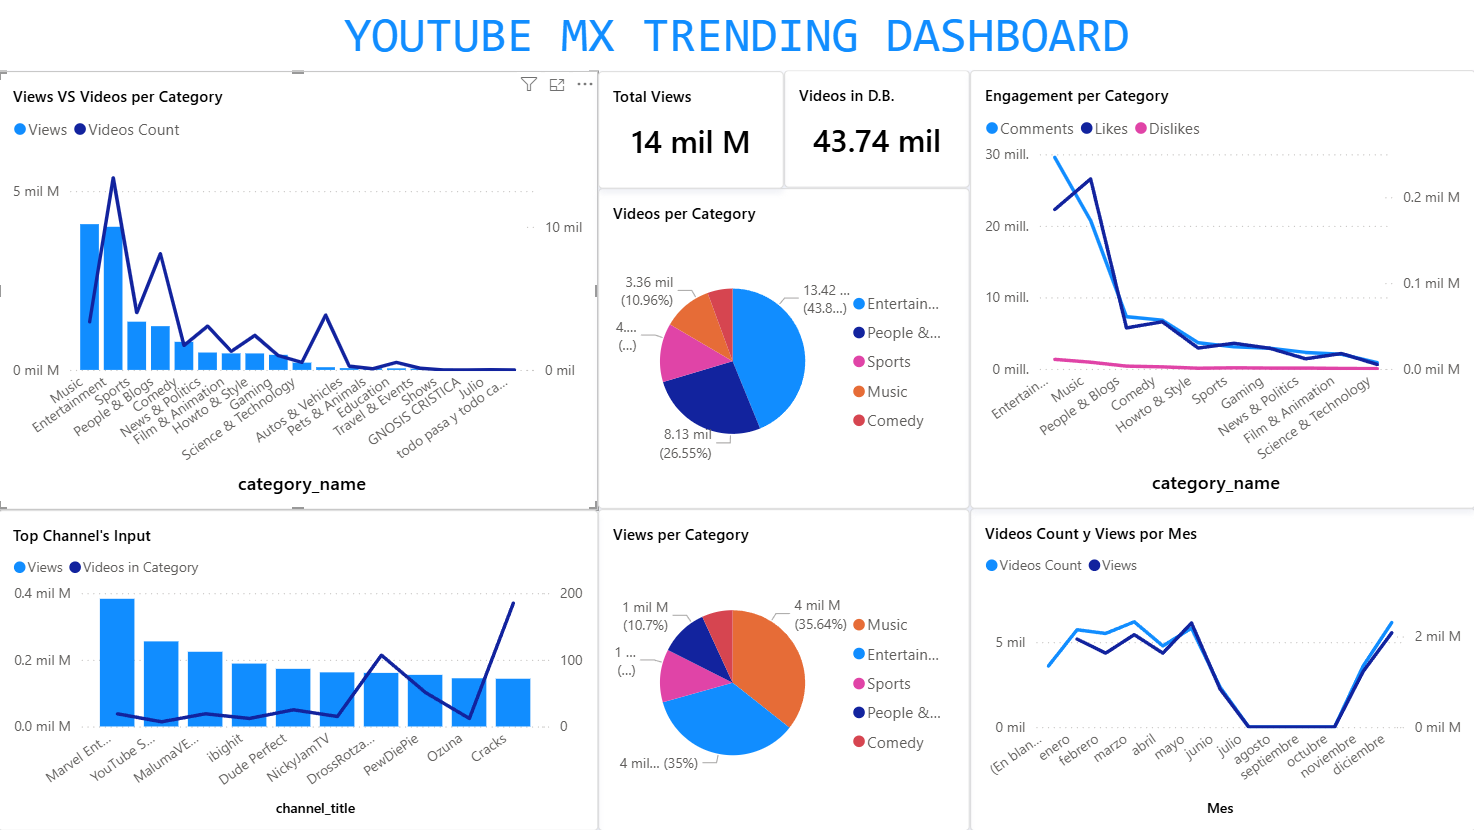 YOUTUBE MX TRENDING DASHBOARD
Views VS Videos per Category
Views Videos Count
5 mil M
0 mil M
10 mil
0 mil
Music
Entertainment
Sports
People & Blogs
Comedy
News & Politics
Film & Animation
Howto & Style
Gaming
Science & Technology
Autos & Vehicles
Pets & Animals
Education
Travel & Events
Shows
GNOSIS CRISTICA
Julio
todo pasa y todo ca...
category_name
Total Views
14 mil M
Videos in D.B.
43.74 mil
Videos per Category
3.36 mil
(10.96%)
4....
(...)
8.13 mil
(26.55%)
13.42 ...
(43.8...)
Entertain...
People &...
Sports
Music
Comedy
Engagement per Category
Comments Likes Dislikes
30 mill.
20 mill.
10 mill.
0 mill.
0.2 mil M
0.1 mil M
0.0 mil M
Entertain...
Music
People & Blogs
Comedy
Howto & Style
Sports
Gaming
News & Politics
Film & Animation
Science & Technology
category_name
Top Channel's Input
Views Videos in Category
0.4 mil M
0.2 mil M
0.0 mil M
200
100
0
Marvel Ent...
YouTube S...
MalumaVE...
ibighit
Dude Perfect
NickyJamTV
DrossRotza...
PewDiePie
Ozuna
Cracks
channel_title
Views per Category
1 mil M
(10.7%)
1 ...
(...)
4 mil... (35%)
4 mil M
(35.64%)
Music
Entertain...
Sports
People &...
Comedy
Videos Count y Views por Mes
Videos Count Views
5 mil
0 mil
2 mil M
0 mil M
(En blan...
enero
febrero
marzo
abril
mayo
junio
julio
agosto
septiembre
octubre
noviembre
diciembre
Mes